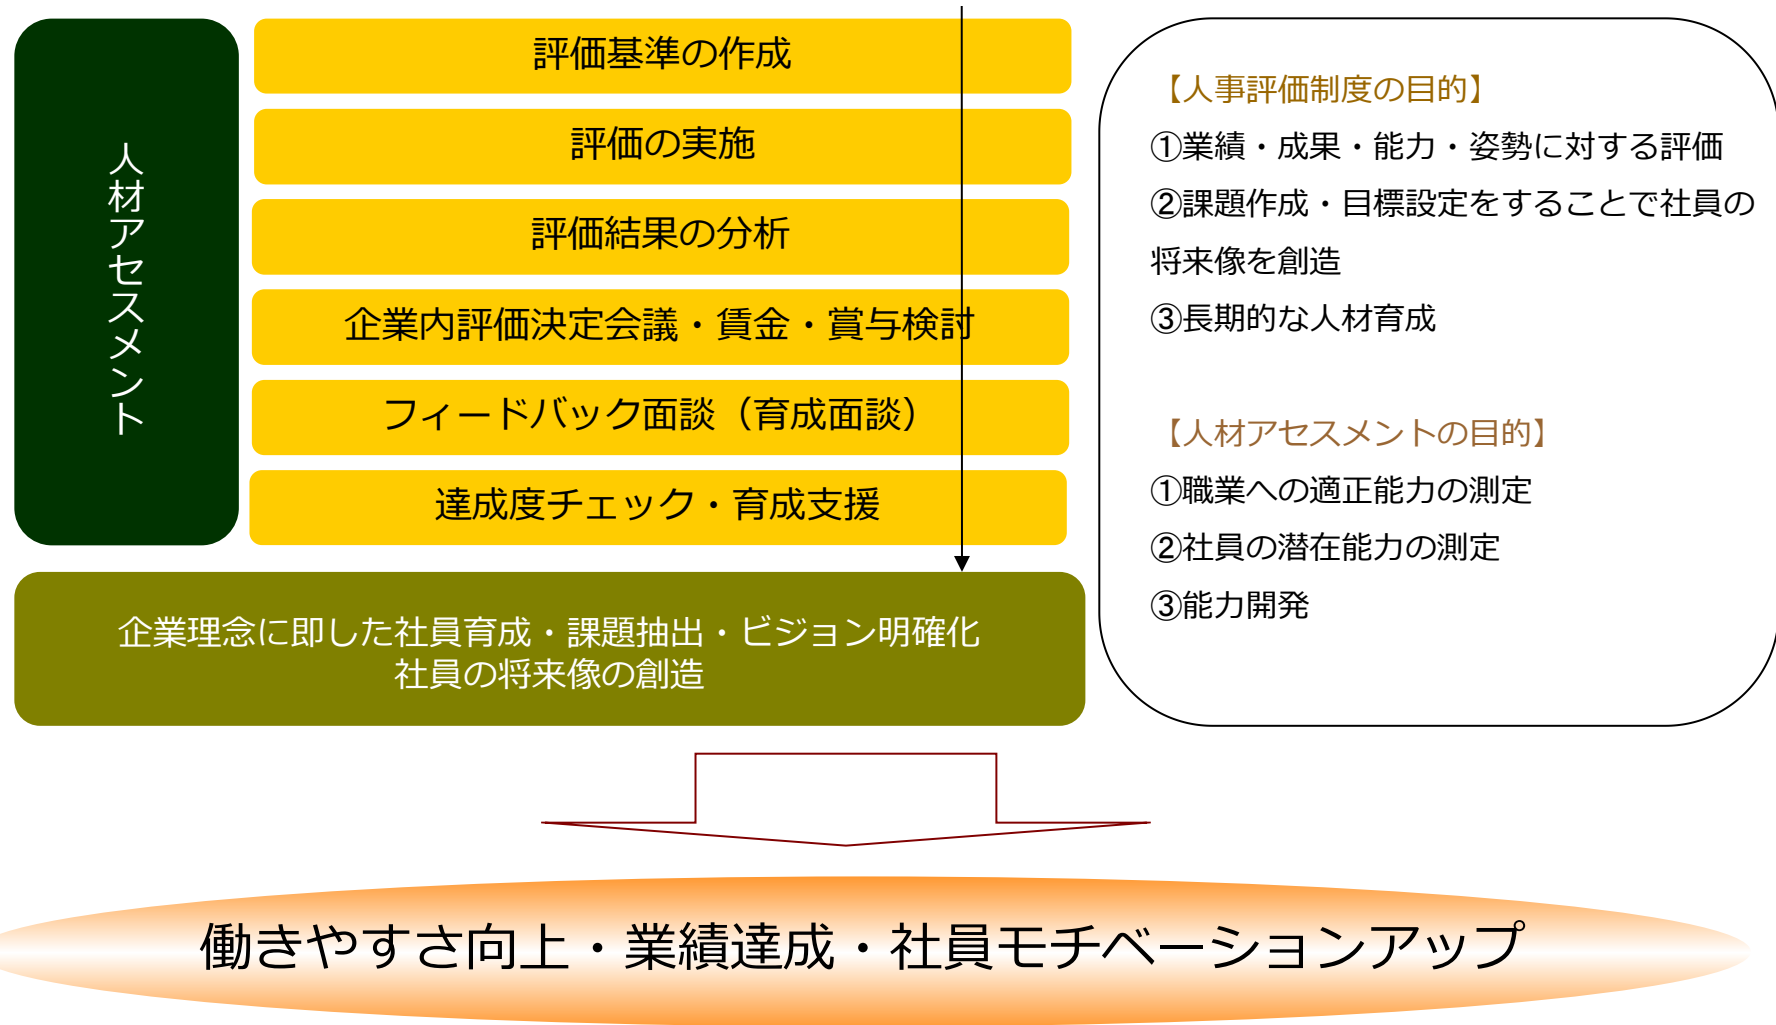 人材アセスメント
評価基準の作成
評価の実施
評価結果の分析
企業内評価決定会議・賃金・賞与検討
フィードバック面談（育成面談）
達成度チェック・育成支援
企業理念に即した社員育成・課題抽出・ビジョン明確化
社員の将来像の創造
【人事評価制度の目的】
①業績・成果・能力・姿勢に対する評価
②課題作成・目標設定をすることで社員の
将来像を創造
③長期的な人材育成
【人材アセスメントの目的】
①職業への適正能力の測定
②社員の潜在能力の測定
③能力開発
働きやすさ向上・業績達成・社員モチベーションアップ